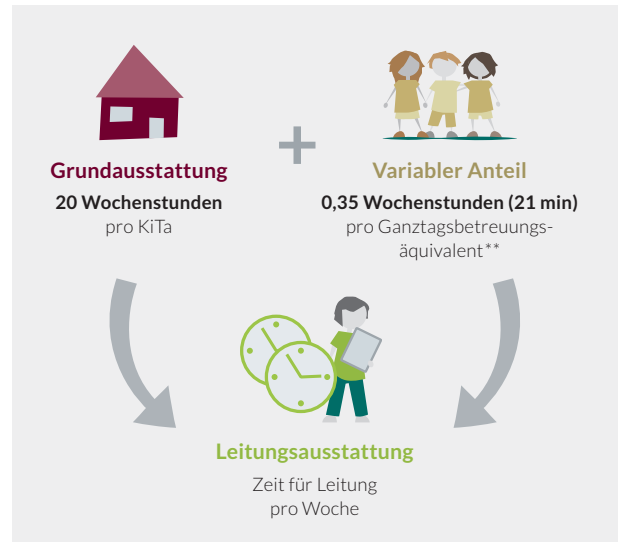 Grundausstattung
20 Wochenstunden
pro KiTa
+
Variabler Anteil
0,35 Wochenstunden (21 min)
pro Ganztagsbetreuungs-
äquivalent**
Leitungsausstattung
Zeit für Leitung
pro Woche